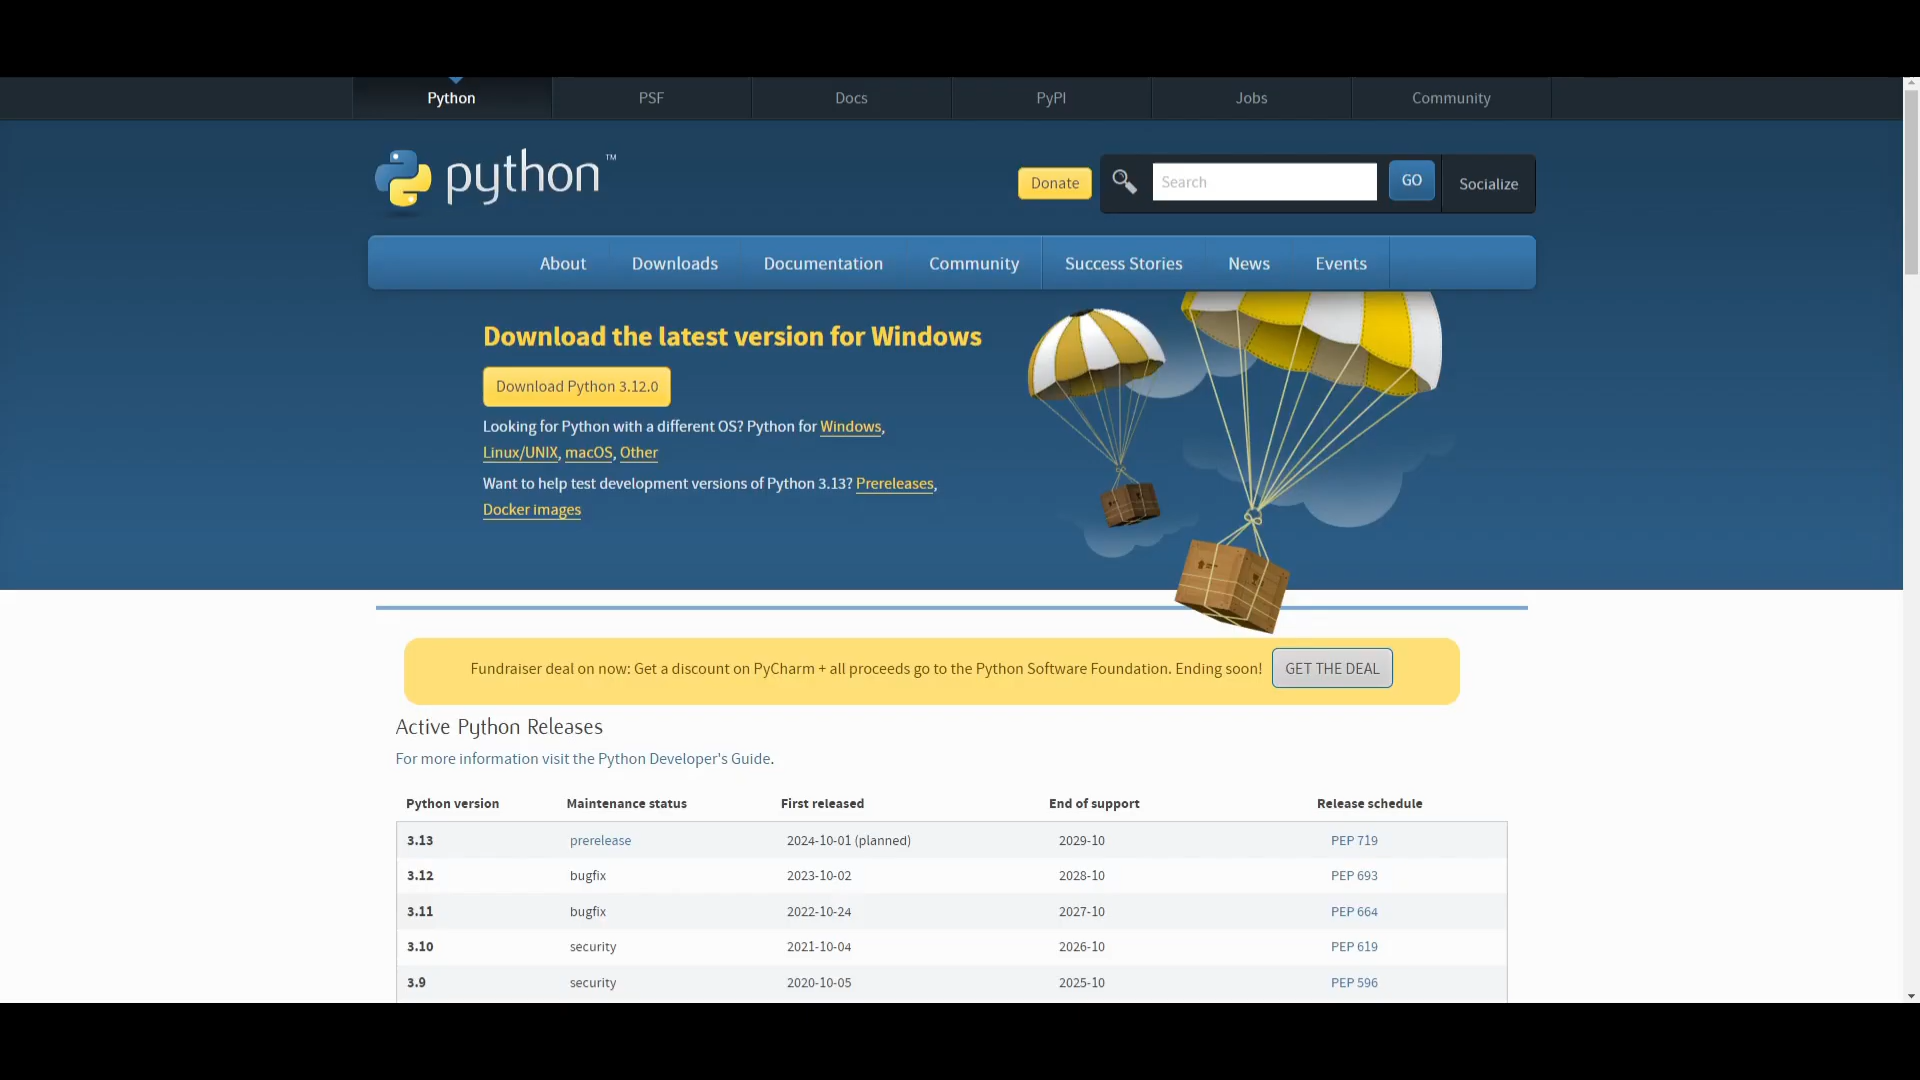 Python PSF Docs PyPI Jobs Community
python™
Donate Search GO Socialize
About Downloads Documentation Community Success Stories News Events
Download the latest version for Windows
Download Python 3.12.0
Looking for Python with a different OS? Python for Windows,
Linux/UNIX, macOS, Other
Want to help test development versions of Python 3.13? Prereleases,
Docker images
Fundraiser deal on now: Get a discount on PyCharm + all proceeds go to the Python Software Foundation. Ending soon! GET THE DEAL
Active Python Releases
For more information visit the Python Developer's Guide.
Python version Maintenance status First released End of support Release schedule
3.13 prerelease 2024-10-01 (planned) 2029-10 PEP 719
3.12 bugfix 2023-10-02 2028-10 PEP 693
3.11 bugfix 2022-10-24 2027-10 PEP 664
3.10 security 2021-10-04 2026-10 PEP 619
3.9 security 2020-10-05 2025-10 PEP 596